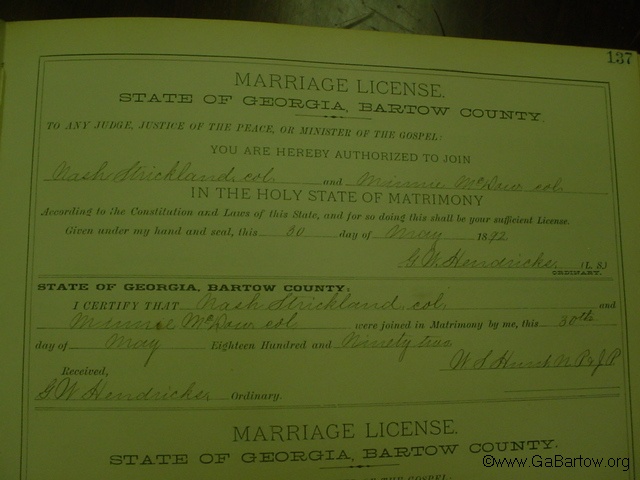 137
MARRIAGE LICENSE.
STATE OF GEORGIA, BARTOW COUNTY.
TO ANY JUDGE, JUSTICE OF THE PEACE, OR MINISTER OF THE GOSPEL:
YOU ARE HEREBY AUTHORIZED TO JOIN
Nash Strickland col. and Minnie McDow col
IN THE HOLY STATE OF MATRIMONY
According to the Constitution and Laws of this State, and for so doing this shall be your sufficient License.
Given under my hand and seal, this 30 day of May 1892
G W Hendricks (L. S.)
ORDINARY.
STATE OF GEORGIA, BARTOW COUNTY:
I CERTIFY THAT Nash Strickland col and
Minnie McDow col were joined in Matrimony by me, this 30th
day of May Eighteen Hundred and Ninety two
W S Hunt N P & J P
Received,
G W Hendricks Ordinary.
MARRIAGE LICENSE.
STATE OF GEORGIA, BARTOW COUNTY.
©www.GaBartow.org